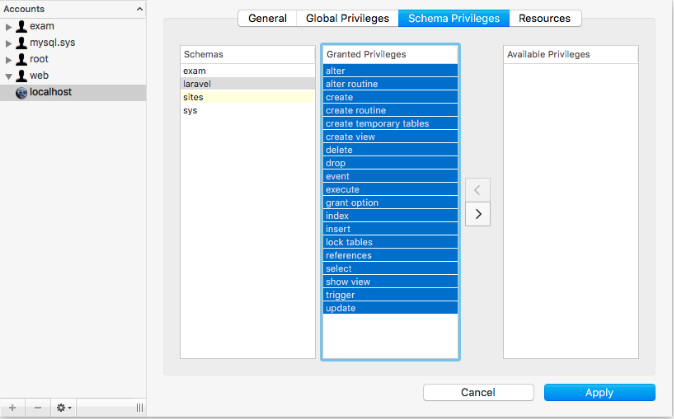 Accounts
exam
mysql.sys
root
web
localhost
General
Global Privileges
Schema Privileges
Resources
Schemas
exam
laravel
sites
sys
Granted Privileges
alter
alter routine
create
create routine
create temporary tables
create view
delete
drop
event
execute
grant option
index
insert
lock tables
references
select
show view
trigger
update
Available Privileges
Cancel
Apply